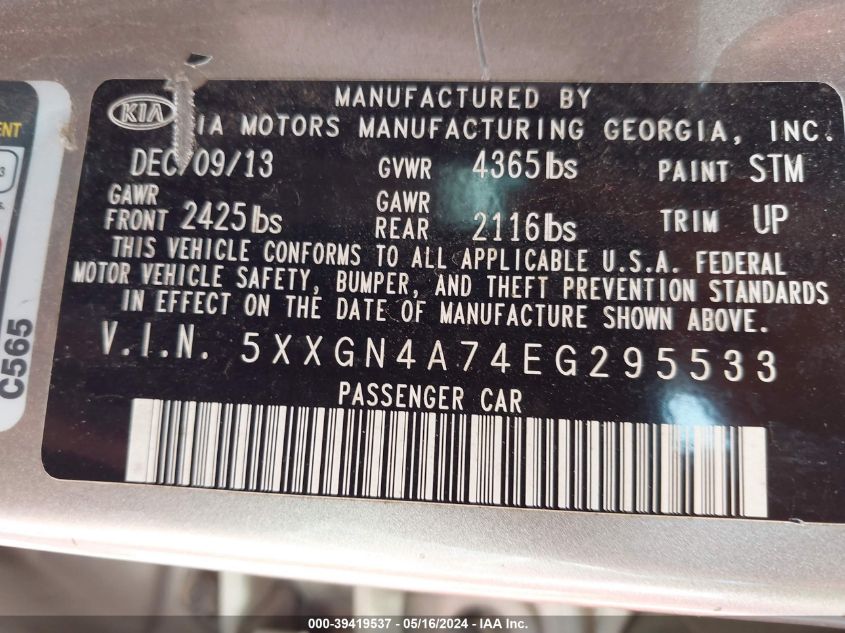 MANUFACTURED BY
KIA
IA MOTORS MANUFACTURING GEORGIA, INC.
DEC/09/13 GVWR 4365lbs PAINT STM
GAWR FRONT 2425lbs GAWR REAR 2116lbs TRIM UP
THIS VEHICLE CONFORMS TO ALL APPLICABLE U.S.A. FEDERAL
MOTOR VEHICLE SAFETY, BUMPER, AND THEFT PREVENTION STANDARDS
IN EFFECT ON THE DATE OF MANUFACTURE SHOWN ABOVE.
V.I.N. 5XXGN4A74EG295533
PASSENGER CAR
C565
000-39419537 - 05/16/2024 - IAA Inc.